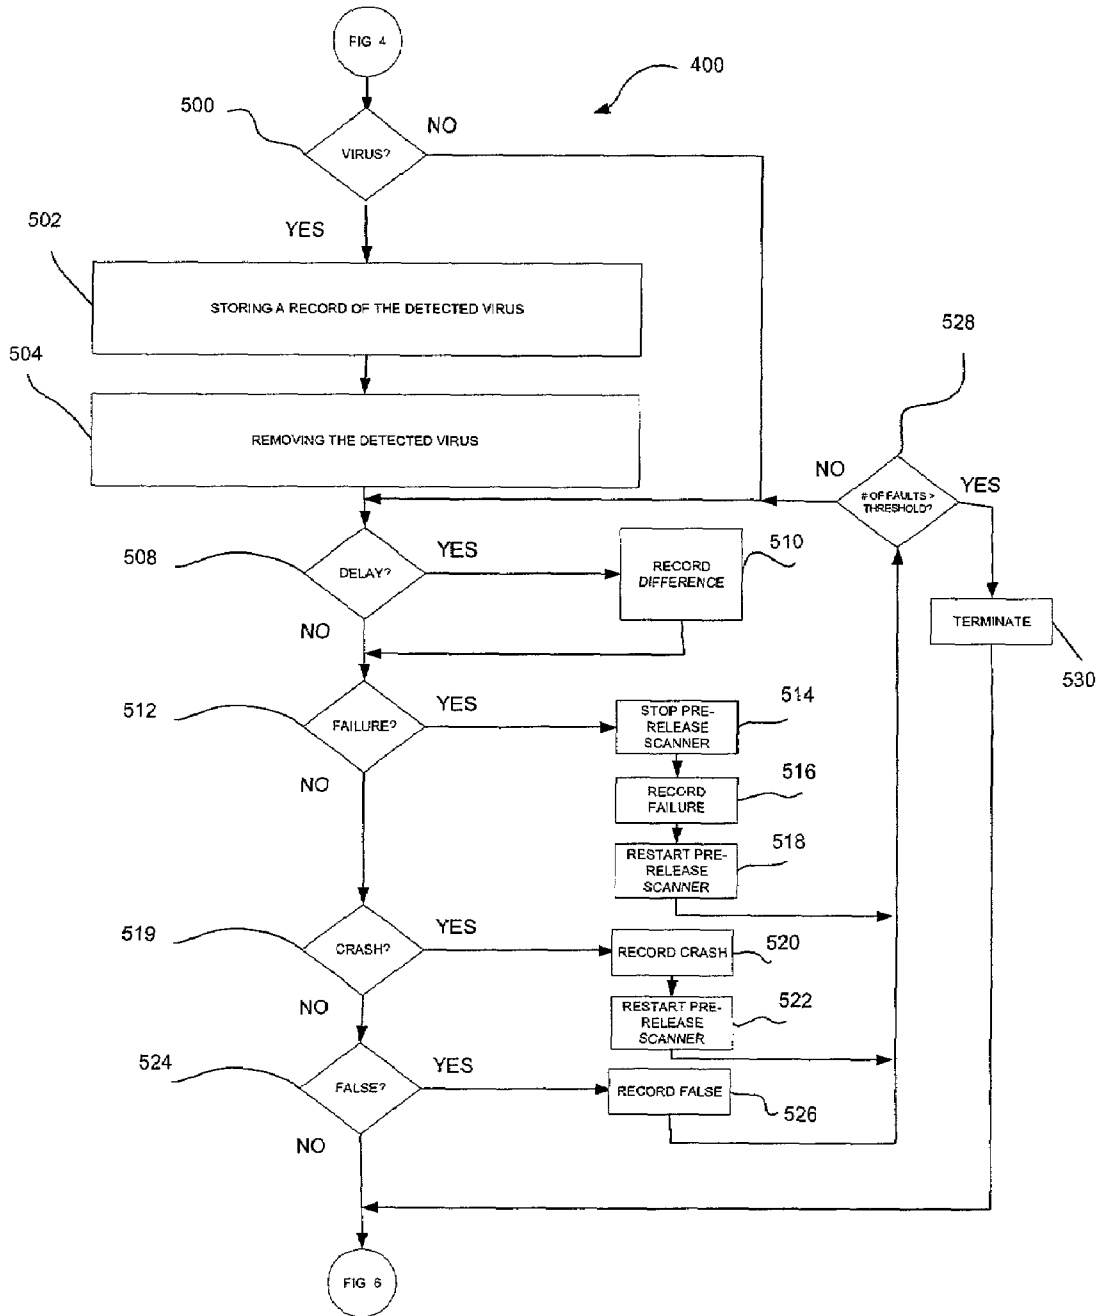 FIG 4
400
500
NO
VIRUS?
YES
502
STORING A RECORD OF THE DETECTED VIRUS
528
504
REMOVING THE DETECTED VIRUS
NO
YES
# OF FAULTS >
THRESHOLD?
508
DELAY?
YES
RECORD
DIFFERENCE
510
NO
TERMINATE
530
512
FAILURE?
YES
STOP PRE-
RELEASE
SCANNER
514
NO
RECORD
FAILURE
516
RESTART PRE-
RELEASE
SCANNER
518
519
CRASH?
YES
RECORD CRASH
520
NO
RESTART PRE-
RELEASE
SCANNER
522
524
FALSE?
YES
RECORD FALSE
526
NO
FIG 6